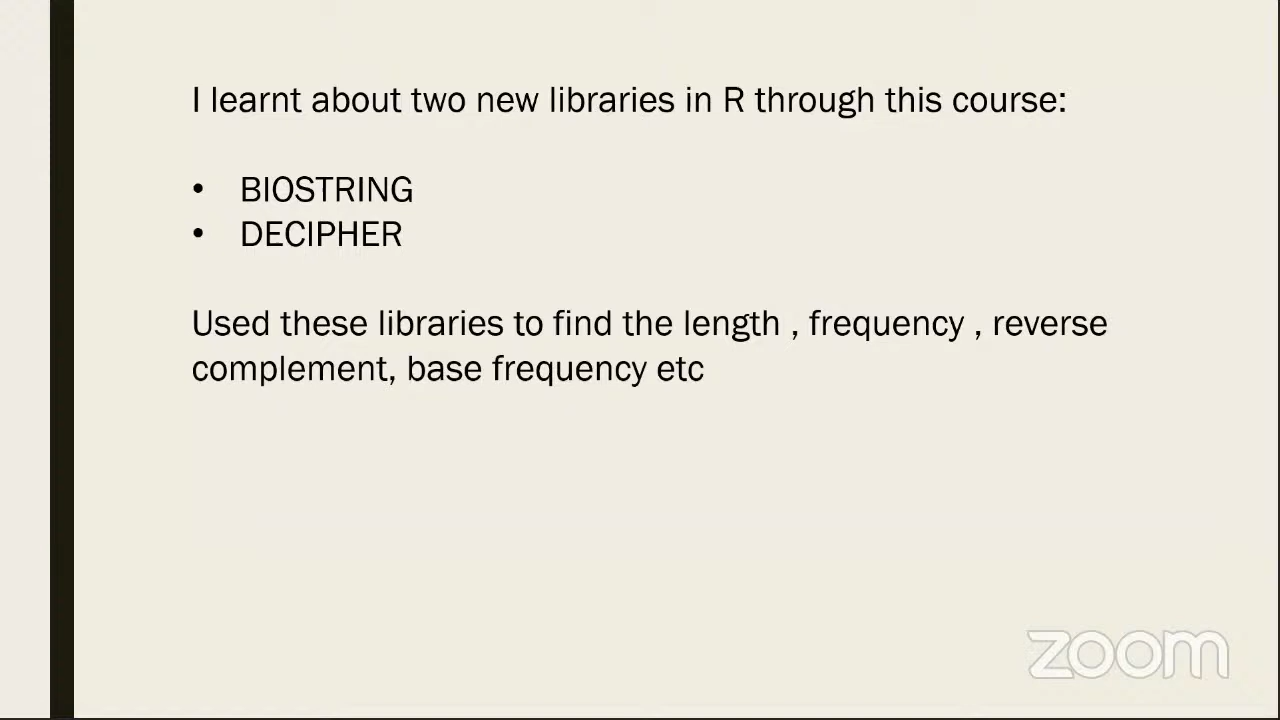 I learnt about two new libraries in R through this course:
• BIOSTRING
• DECIPHER
Used these libraries to find the length , frequency , reverse
complement, base frequency etc
zoom